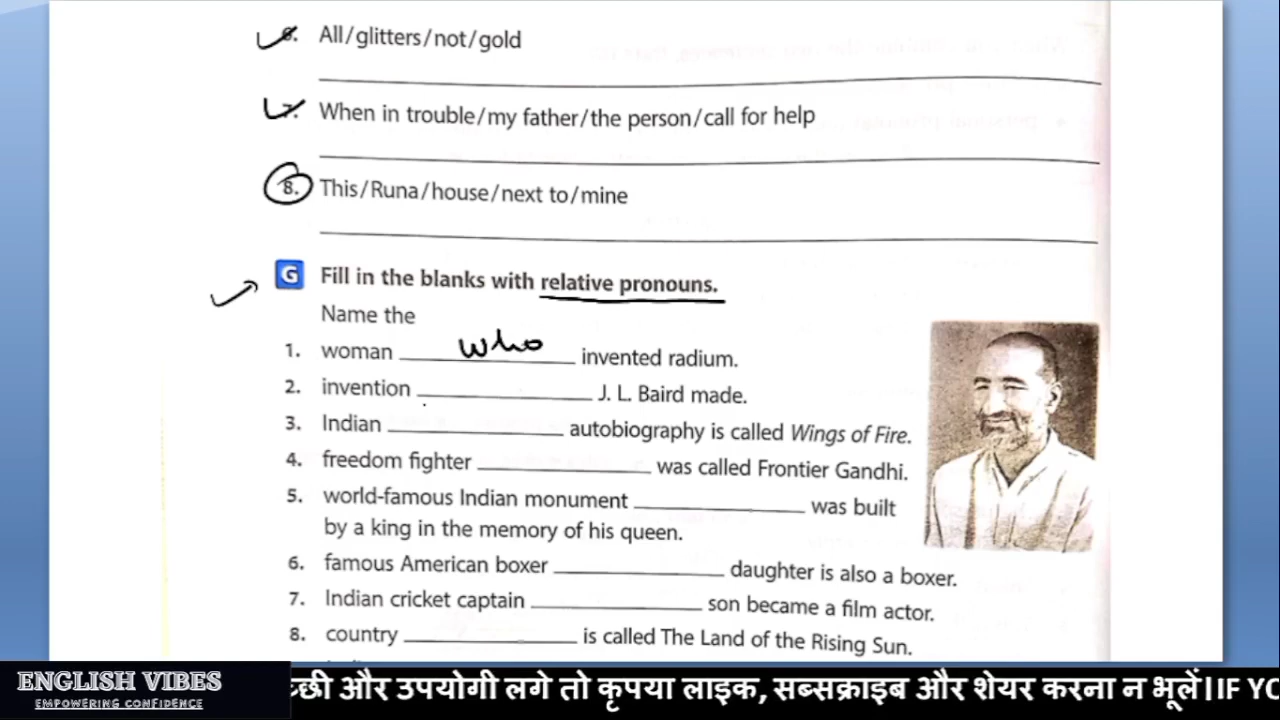 6. All/glitters/not/gold
7. When in trouble/my father/the person/call for help
8. This/Runa/house/next to/mine
G Fill in the blanks with relative pronouns.
Name the
1. woman who invented radium.
2. invention J. L. Baird made.
3. Indian autobiography is called Wings of Fire.
4. freedom fighter was called Frontier Gandhi.
5. world-famous Indian monument was built
by a king in the memory of his queen.
6. famous American boxer daughter is also a boxer.
7. Indian cricket captain son became a film actor.
8. country is called The Land of the Rising Sun.
ENGLISH VIBES
EMPOWERING CONFIDENCE
और उपयोगी लगे तो कृपया लाइक, सब्सक्राइब और शेयर करना न भूलें। IF YO